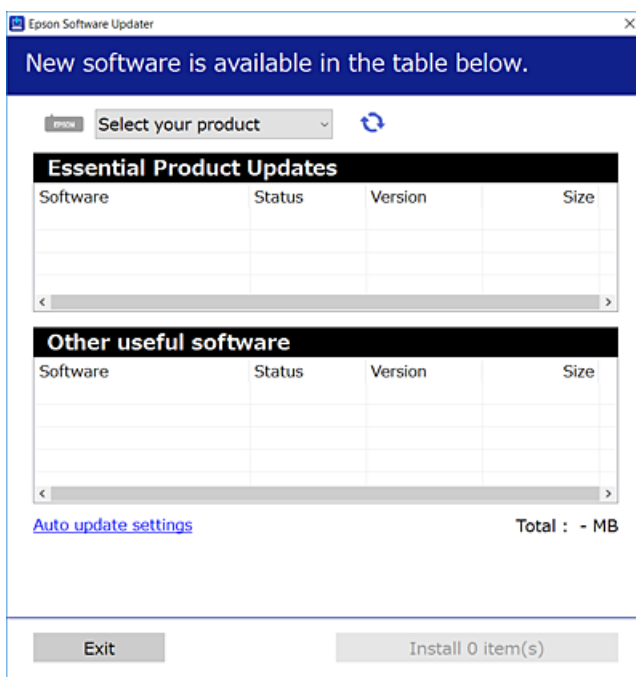 Epson Software Updater
New software is available in the table below.
EPSON Select your product
Essential Product Updates
Software Status Version Size
Other useful software
Software Status Version Size
Auto update settings Total : - MB
Exit Install 0 item(s)